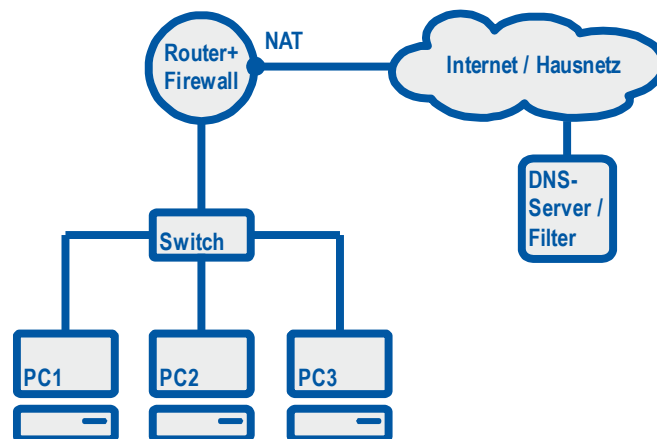 Router+
Firewall
NAT
Internet / Hausnetz
DNS-
Server /
Filter
Switch
PC1
PC2
PC3